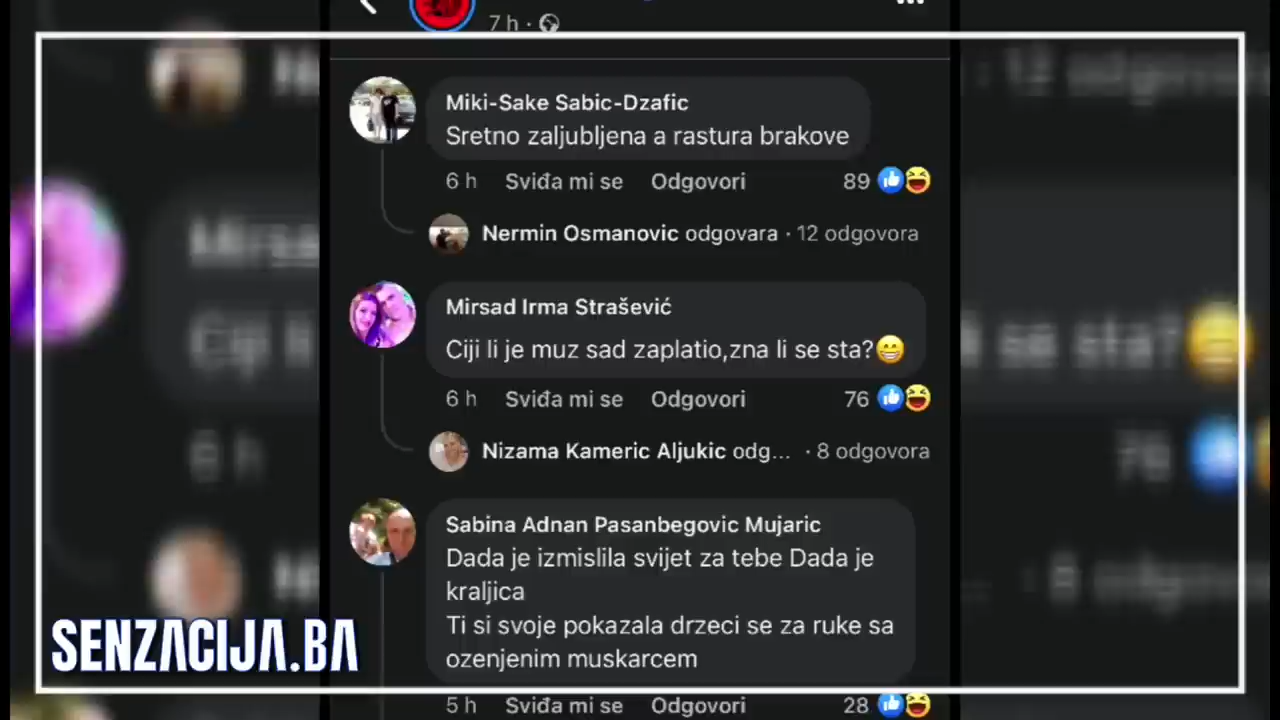 7 h ·
Miki-Sake Sabic-Dzafic
Sretno zaljubljena a rastura brakove
6 h Sviđa mi se Odgovori 89
Nermin Osmanovic odgovara · 12 odgovora
Mirsad Irma Strašević
Ciji li je muz sad zaplatio,zna li se sta?😁
6 h Sviđa mi se Odgovori 76
Nizama Kameric Aljukic odg... · 8 odgovora
Sabina Adnan Pasanbegovic Mujaric
Dada je izmislila svijet za tebe Dada je
kraljica
Ti si svoje pokazala drzeci se za ruke sa
ozenjenim muskarcem
5 h Sviđa mi se Odgovori 28
SENZACIJA.BA